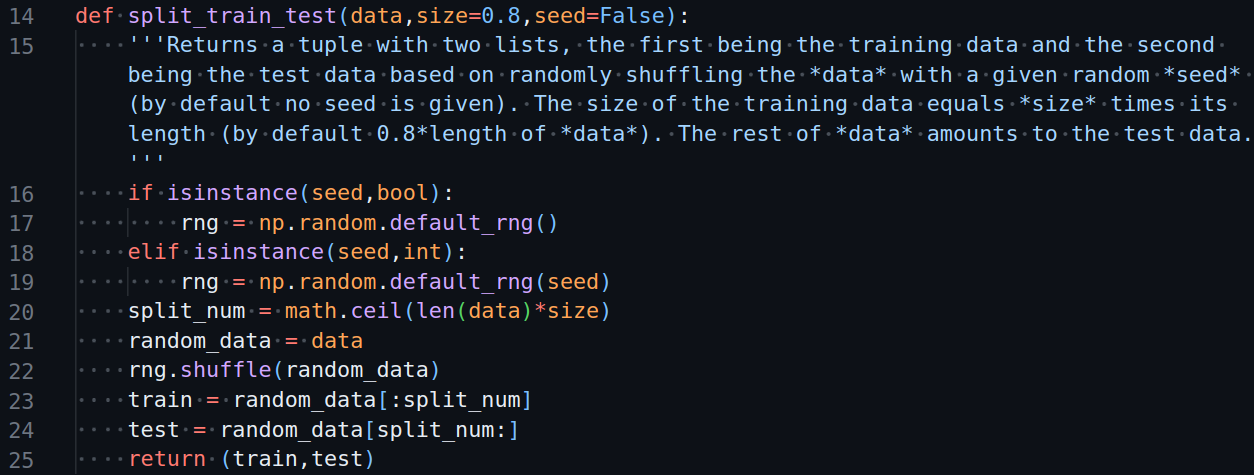 14 def split_train_test(data,size=0.8,seed=False):
15 '''Returns a tuple with two lists, the first being the training data and the second
being the test data based on randomly shuffling the *data* with a given random *seed*
(by default no seed is given). The size of the training data equals *size* times its
length (by default 0.8*length of *data*). The rest of *data* amounts to the test data.
'''
16 if isinstance(seed,bool):
17 rng = np.random.default_rng()
18 elif isinstance(seed,int):
19 rng = np.random.default_rng(seed)
20 split_num = math.ceil(len(data)*size)
21 random_data = data
22 rng.shuffle(random_data)
23 train = random_data[:split_num]
24 test = random_data[split_num:]
25 return (train,test)